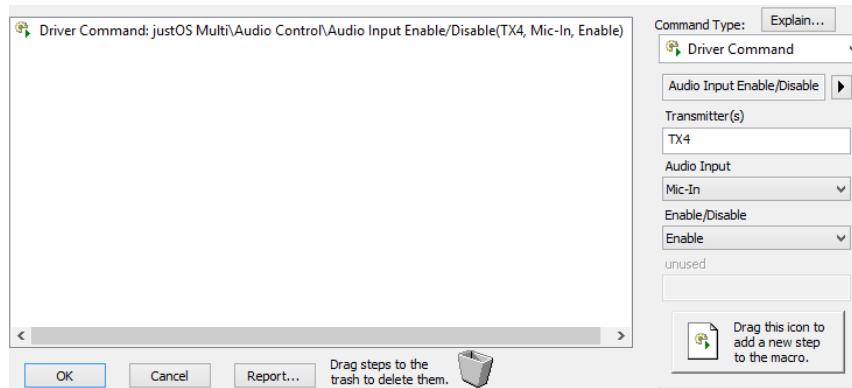 Driver Command: justOS Multi\Audio Control\Audio Input Enable/Disable(TX4, Mic-In, Enable)
Command Type:
Explain...
Driver Command
Audio Input Enable/Disable
Transmitter(s)
TX4
Audio Input
Mic-In
Enable/Disable
Enable
unused
Drag this icon to
add a new step
to the macro.
OK
Cancel
Report...
Drag steps to the
trash to delete them.